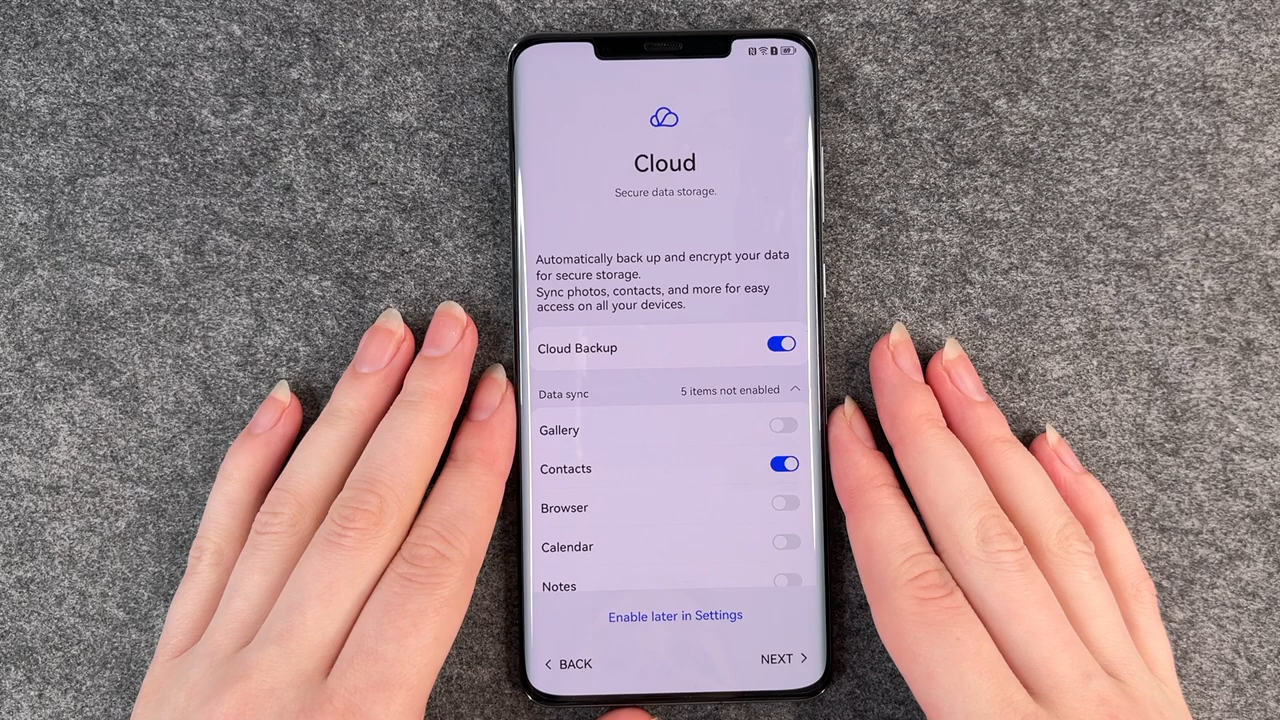 69
Cloud
Secure data storage.
Automatically back up and encrypt your data
for secure storage.
Sync photos, contacts, and more for easy
access on all your devices.
Cloud Backup
Data sync 5 items not enabled
Gallery
Contacts
Browser
Calendar
Notes
Enable later in Settings
BACK NEXT